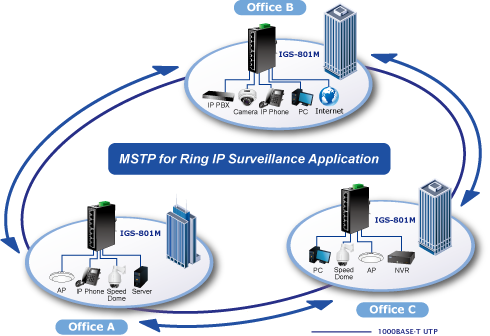 Office B
IGS-801M
IP PBX
Camera
IP Phone
PC
Internet
MSTP for Ring IP Surveillance Application
IGS-801M
AP
IP Phone
Speed
Dome
Server
Office A
IGS-801M
PC
Speed
Dome
AP
NVR
Office C
1000BASE-T UTP